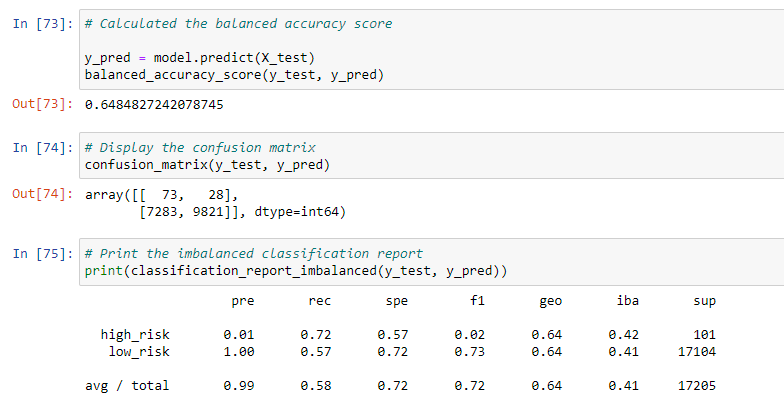 In [73]: # Calculated the balanced accuracy score
y_pred = model.predict(X_test)
balanced_accuracy_score(y_test, y_pred)
Out[73]: 0.6484827242078745
In [74]: # Display the confusion matrix
confusion_matrix(y_test, y_pred)
Out[74]: array([[  73,   28],
       [7283, 9821]], dtype=int64)
In [75]: # Print the imbalanced classification report
print(classification_report_imbalanced(y_test, y_pred))
pre rec spe f1 geo iba sup
high_risk 0.01 0.72 0.57 0.02 0.64 0.42 101
low_risk 1.00 0.57 0.72 0.73 0.64 0.41 17104
avg / total 0.99 0.58 0.72 0.72 0.64 0.41 17205